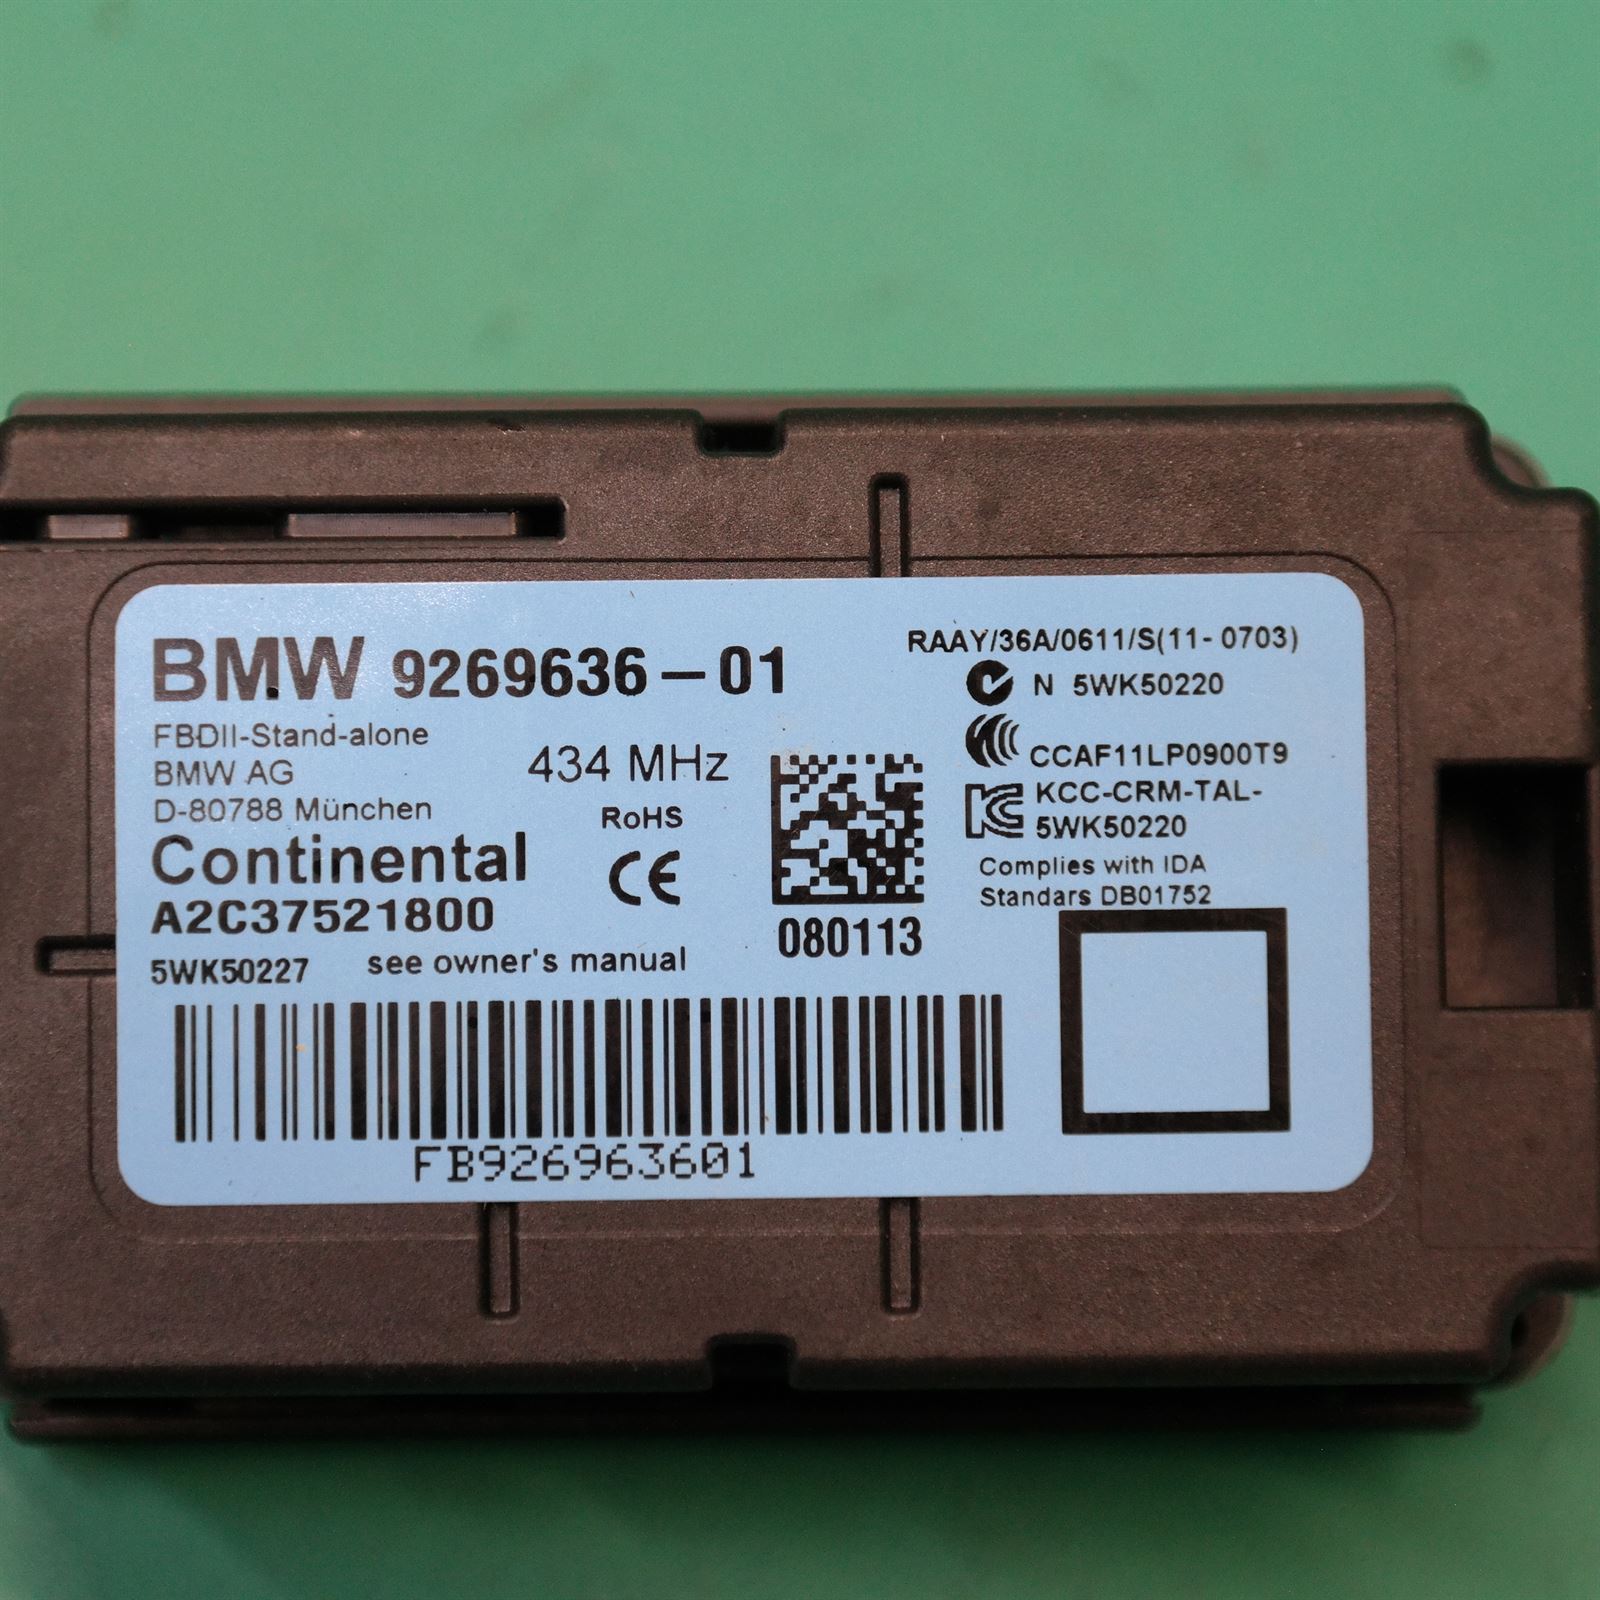 BMW 9269636-01
FBDII-Stand-alone
BMW AG
D-80788 München
434 MHz
RoHS
CE
Continental
A2C37521800
5WK50227 see owner's manual
080113
RAAY/36A/0611/S(11-0703)
N 5WK50220
CCAF11LP0900T9
KCC-CRM-TAL-
5WK50220
Complies with IDA
Standars DB01752
FB926963601